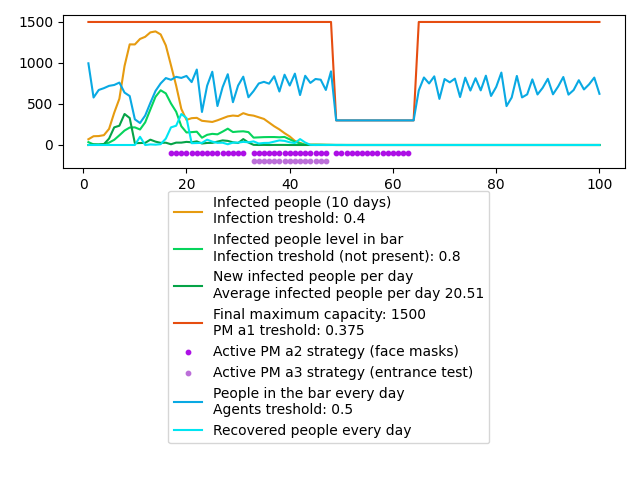 1500
1000
500
0
0
20
40
60
80
100
Infected people (10 days)
Infection treshold: 0.4
Infected people level in bar
Infection treshold (not present): 0.8
New infected people per day
Average infected people per day 20.51
Final maximum capacity: 1500
PM a1 treshold: 0.375
Active PM a2 strategy (face masks)
Active PM a3 strategy (entrance test)
People in the bar every day
Agents treshold: 0.5
Recovered people every day